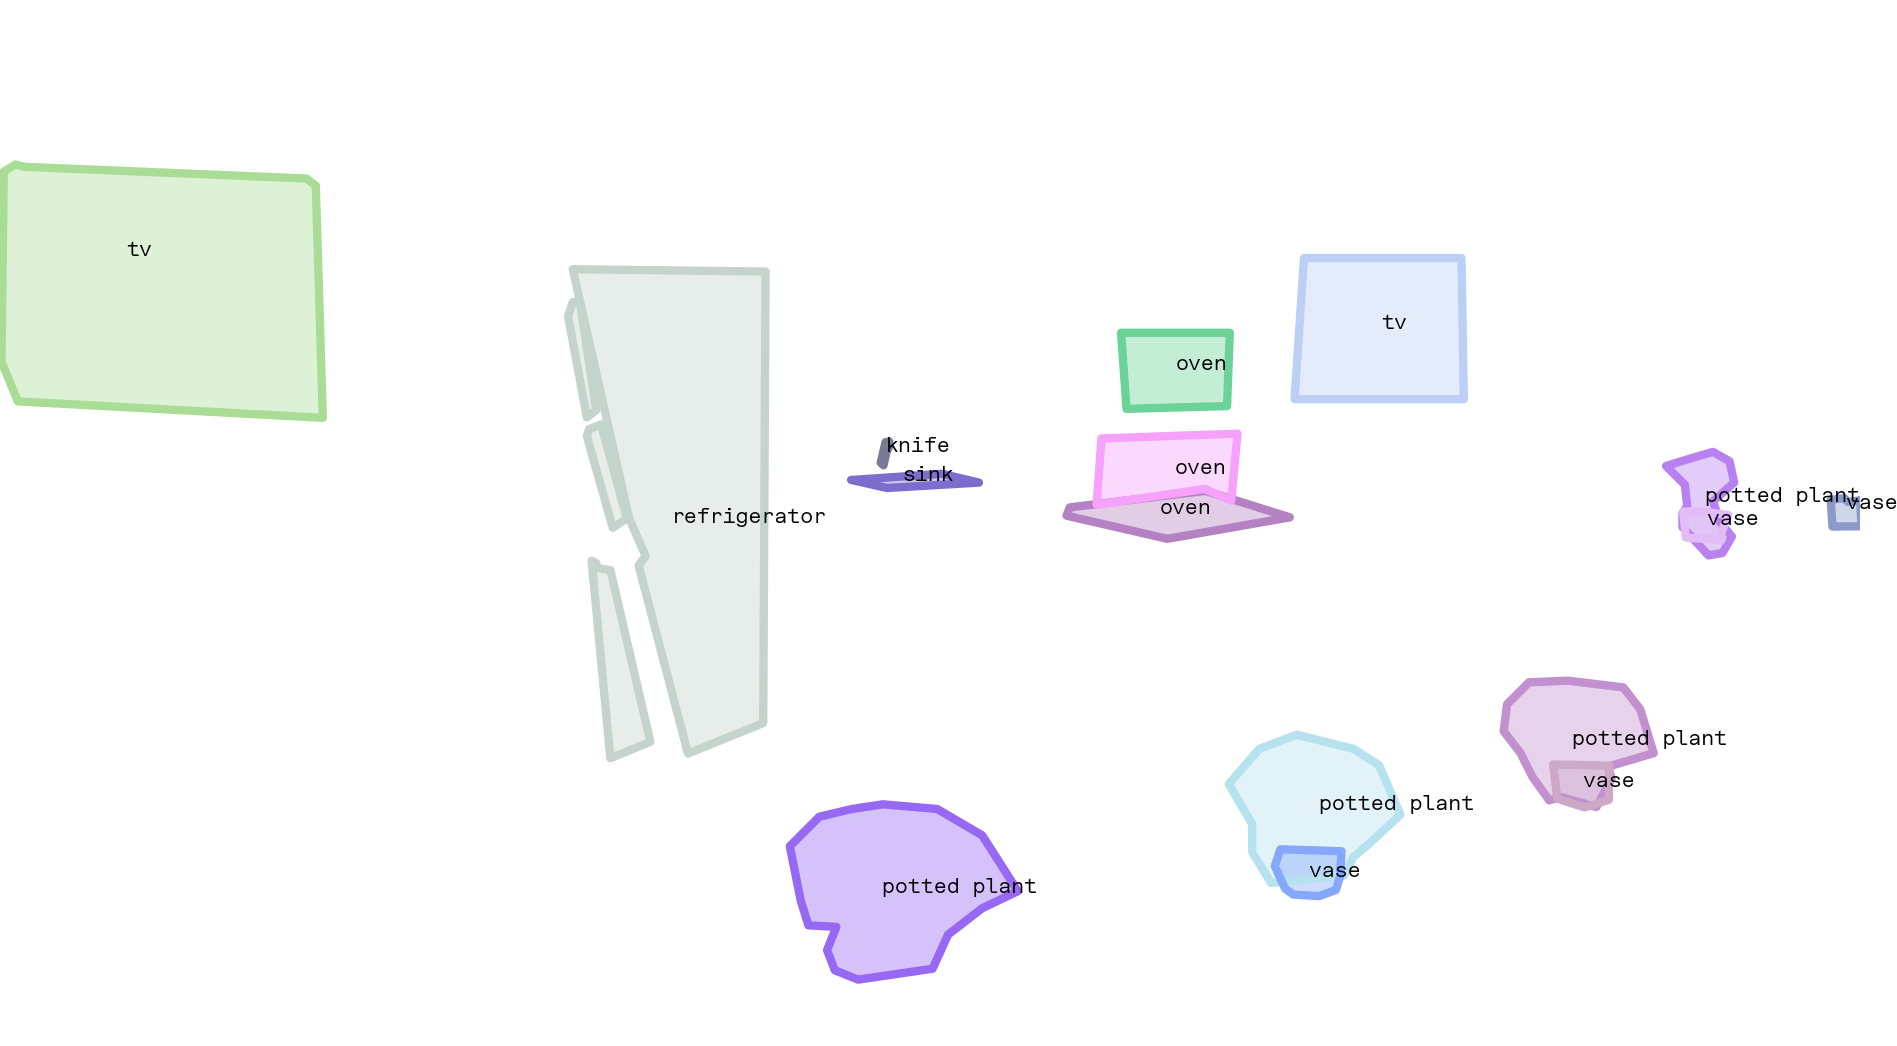 tv
tv
oven
knife
oven
sink
potted plant
vase
oven
refrigerator
vase
potted plant
vase
potted plant
vase
potted plant